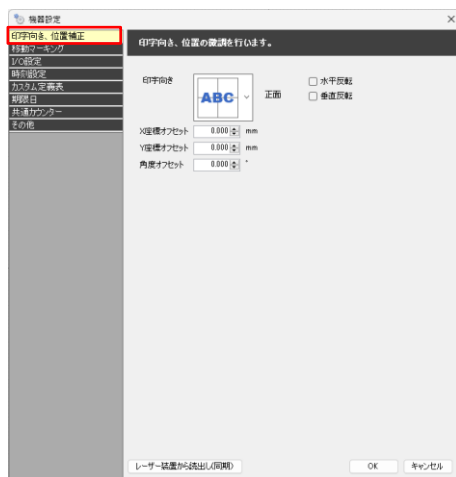 機器設定
印字向き、位置補正
移動マーキング
I/O設定
時刻設定
カスタム定義表
期限日
共通カウンター
その他
印字向き、位置の微調を行います。
印字向き
ABC
正面
水平反転
垂直反転
X座標オフセット 0.000 mm
Y座標オフセット 0.000 mm
角度オフセット 0.000 °
レーザー装置から読出し(同期)
OK
キャンセル